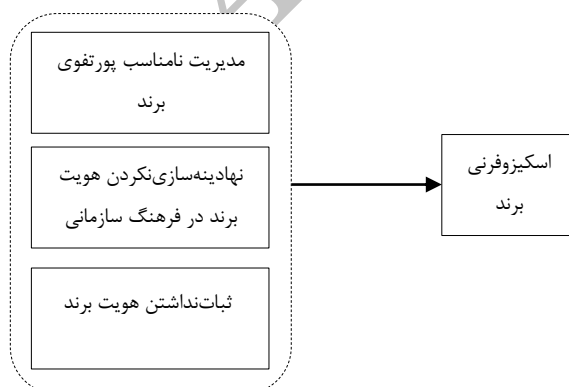 مدیریت نامناسب پورتفوی
برند
نهادینه‌سازی‌نکردن هویت
برند در فرهنگ سازمانی
ثبات‌نداشتن هویت برند
اسکیزوفرنی
برند